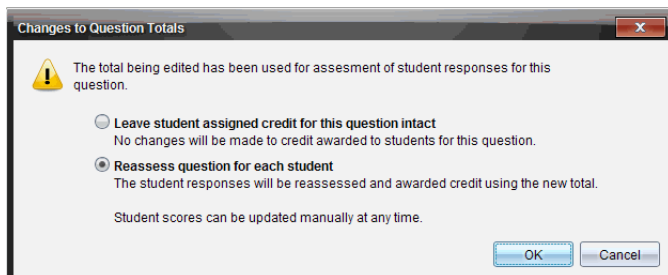 Changes to Question Totals
The total being edited has been used for assesment of student responses for this
question.
Leave student assigned credit for this question intact
No changes will be made to credit awarded to students for this question.
Reassess question for each student
The student responses will be reassessed and awarded credit using the new total.
Student scores can be updated manually at any time.
OK Cancel